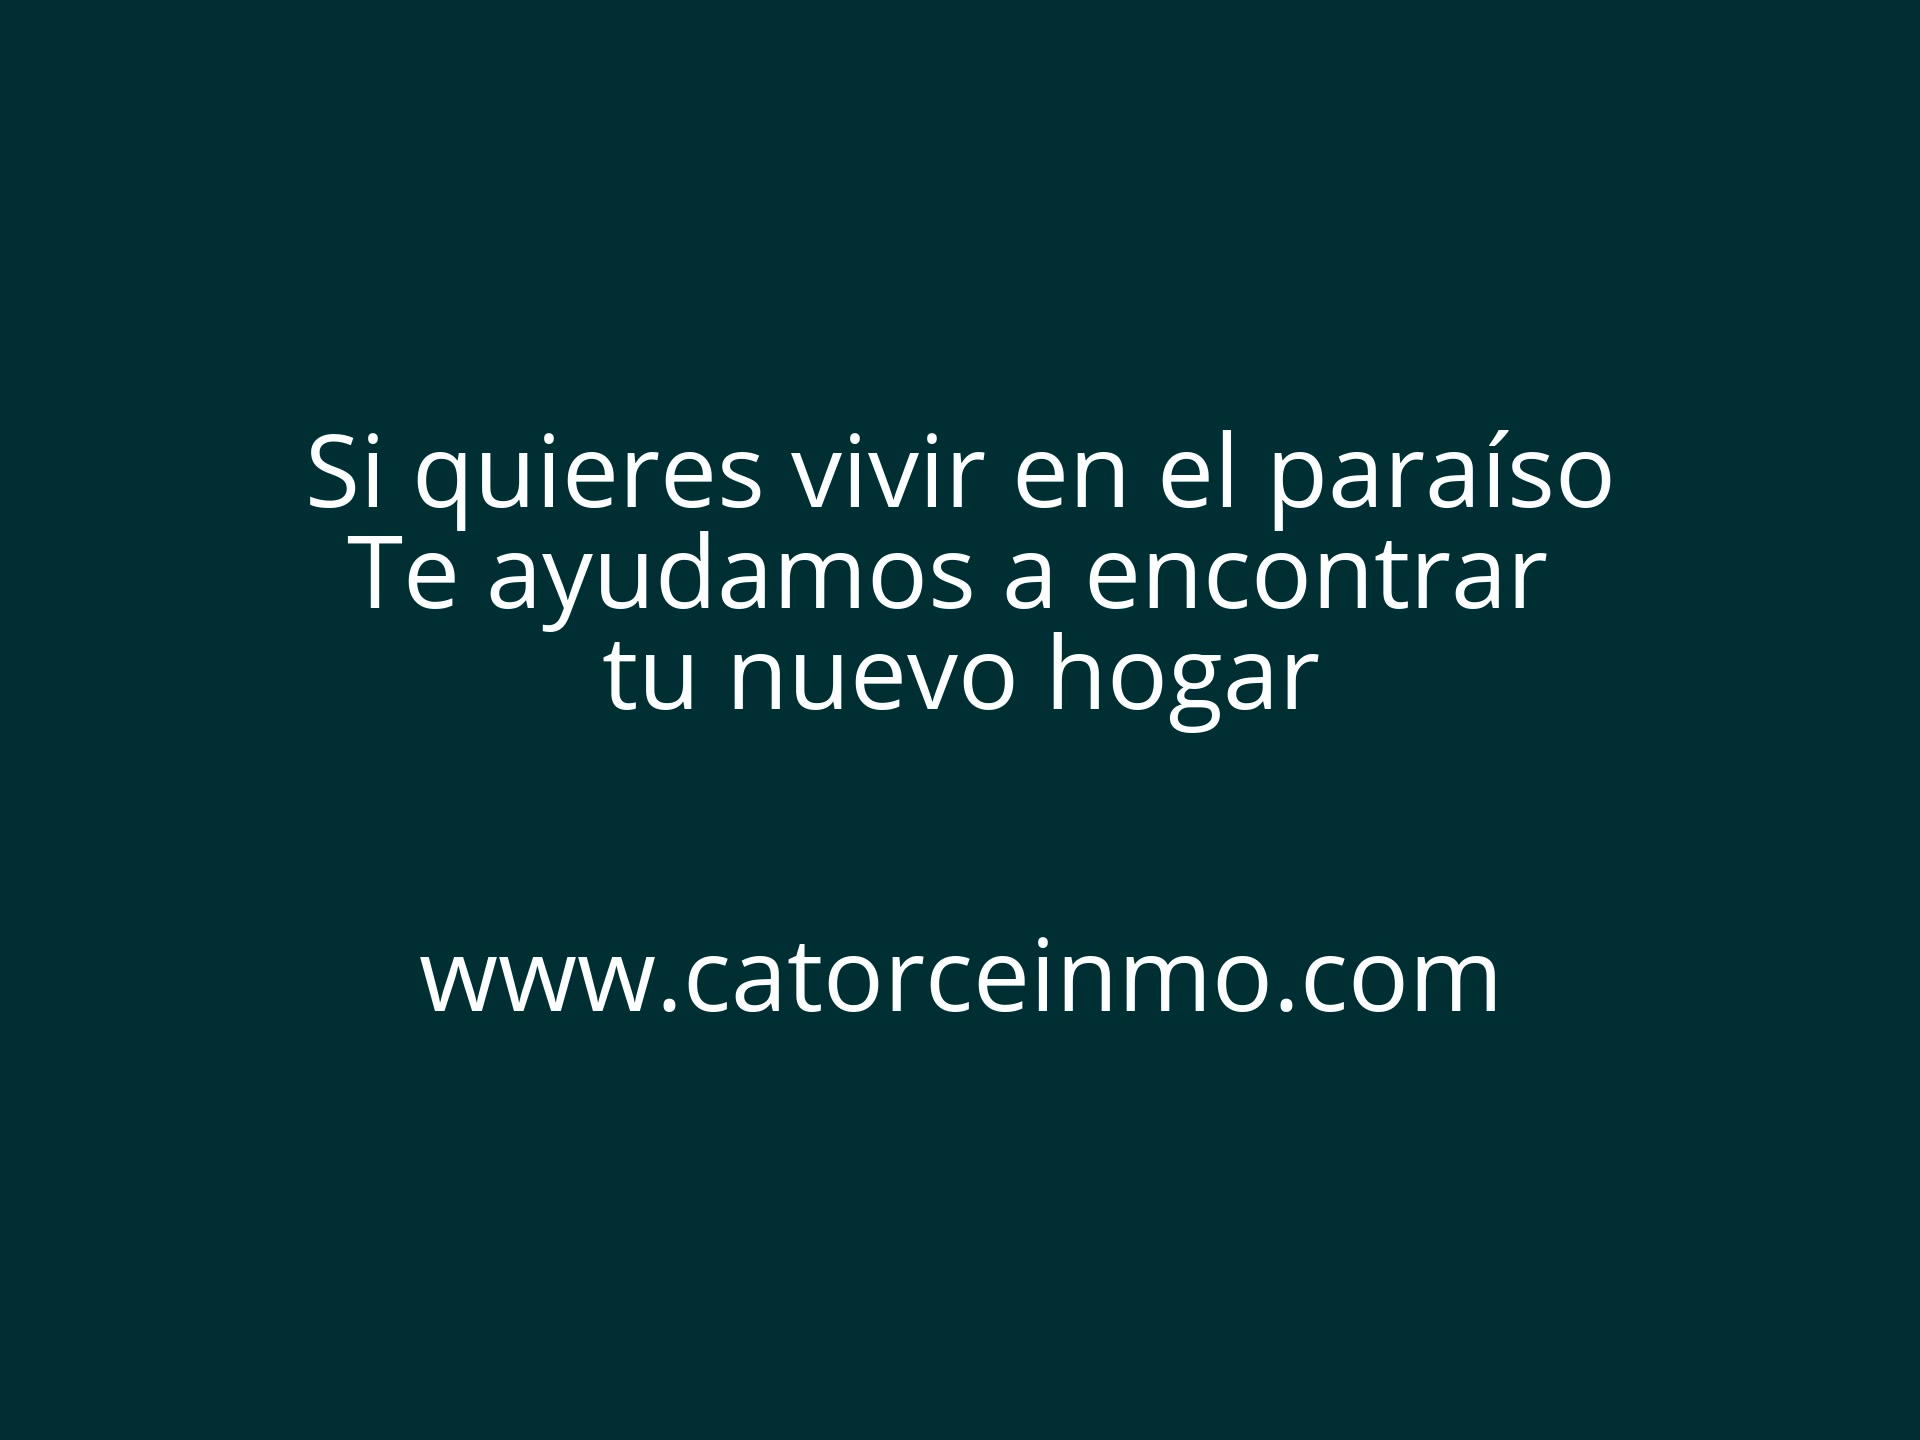 Si quieres vivir en el paraíso
Te ayudamos a encontrar
tu nuevo hogar
www.catorceinmo.com